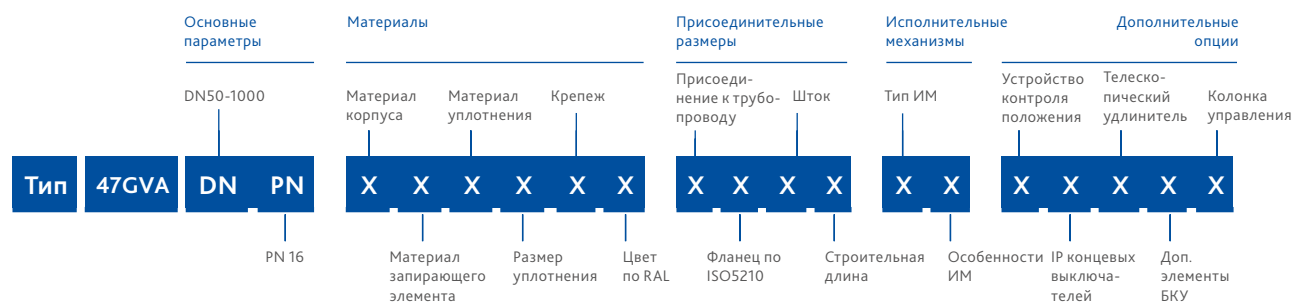 Основные
параметры
Материалы
Присоединительные
размеры
Исполнительные
механизмы
Дополнительные
опции
DN50-1000
Материал
корпуса
Материал
уплотнения
Крепеж
Присоеди-
нение к трубо-
проводу
Шток
Тип ИМ
Устройство
контроля
положения
Телеско-
пический
удлинитель
Колонка
управления
Тип 47GVA DN PN X X X X X X X X X X X X X X X X X
PN 16
Материал
запирающего
элемента
Размер
уплотнения
Цвет
по RAL
Фланец по
ISO5210
Строительная
длина
Особенности
ИМ
IP концевых
выключа-
телей
Доп.
элементы
БКУ